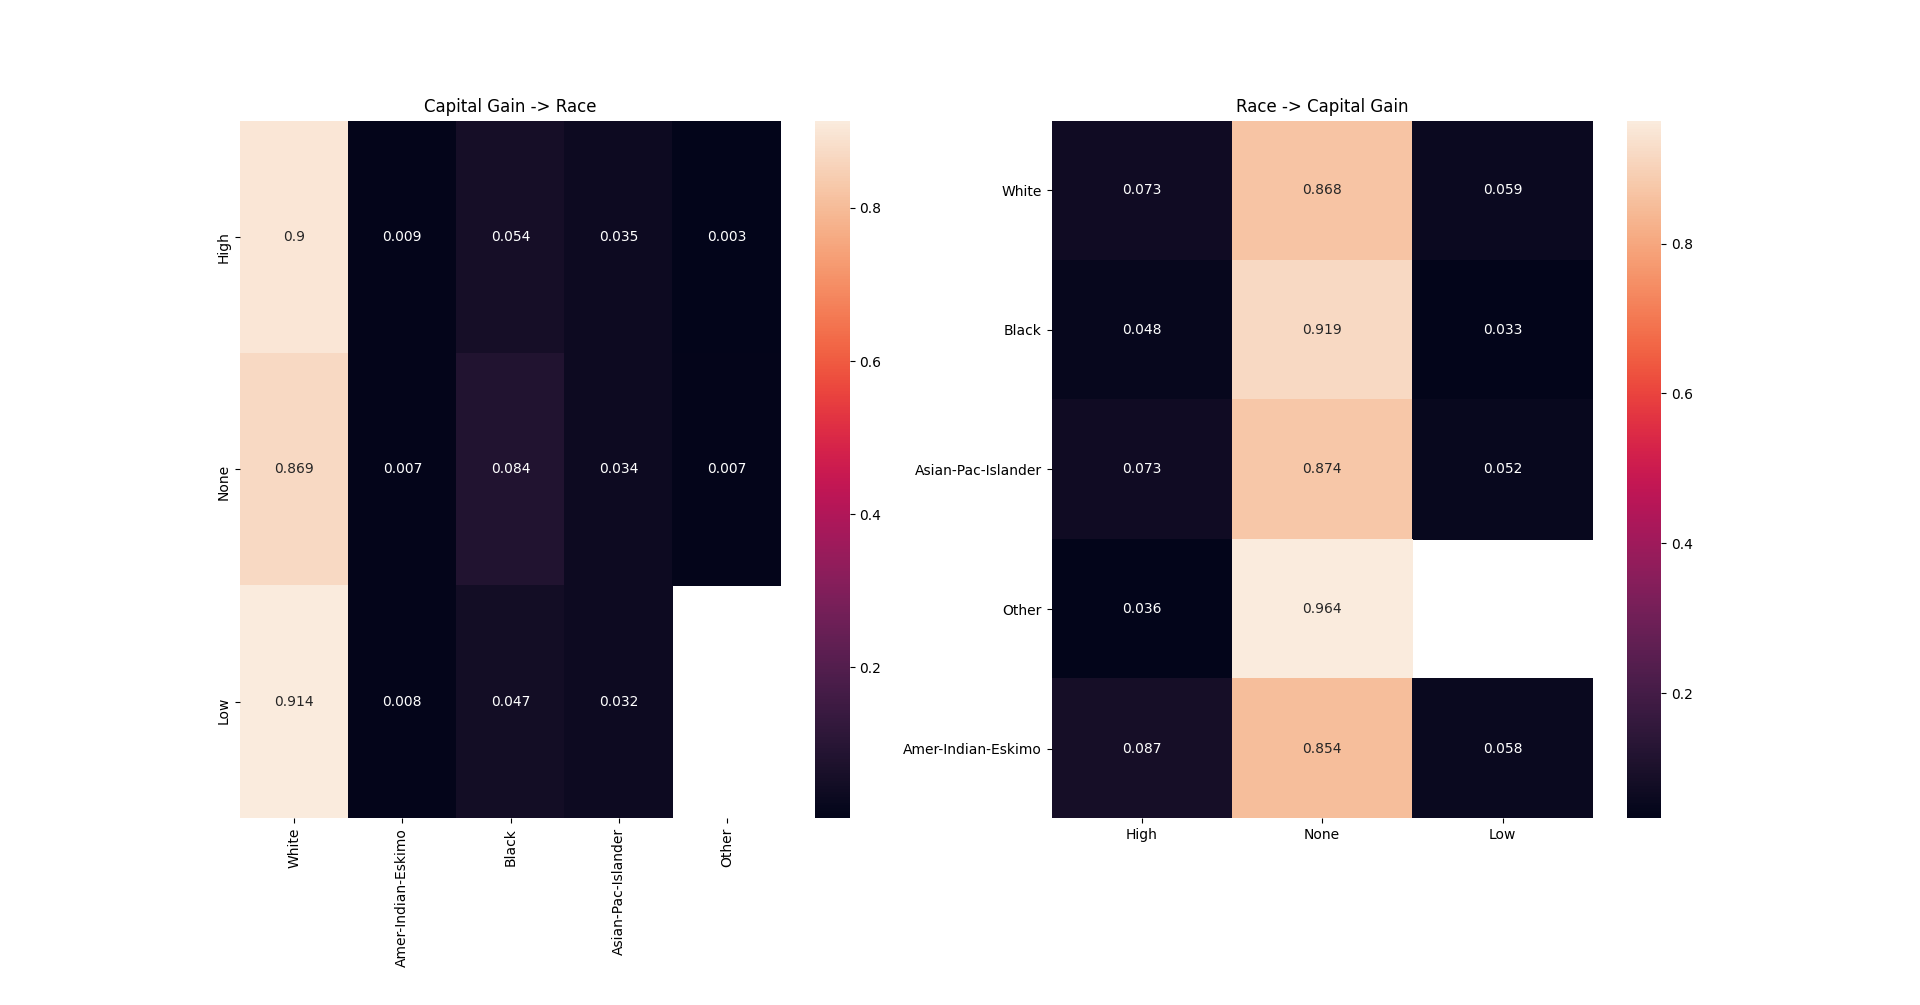 Capital Gain -> Race
High
0.9
0.009
0.054
0.035
0.003
None
0.869
0.007
0.084
0.034
0.007
Low
0.914
0.008
0.047
0.032
White
Amer-Indian-Eskimo
Black
Asian-Pac-Islander
Other
0.8
0.6
0.4
0.2
Race -> Capital Gain
White
0.073
0.868
0.059
Black
0.048
0.919
0.033
Asian-Pac-Islander
0.073
0.874
0.052
Other
0.036
0.964
Amer-Indian-Eskimo
0.087
0.854
0.058
High
None
Low
0.8
0.6
0.4
0.2